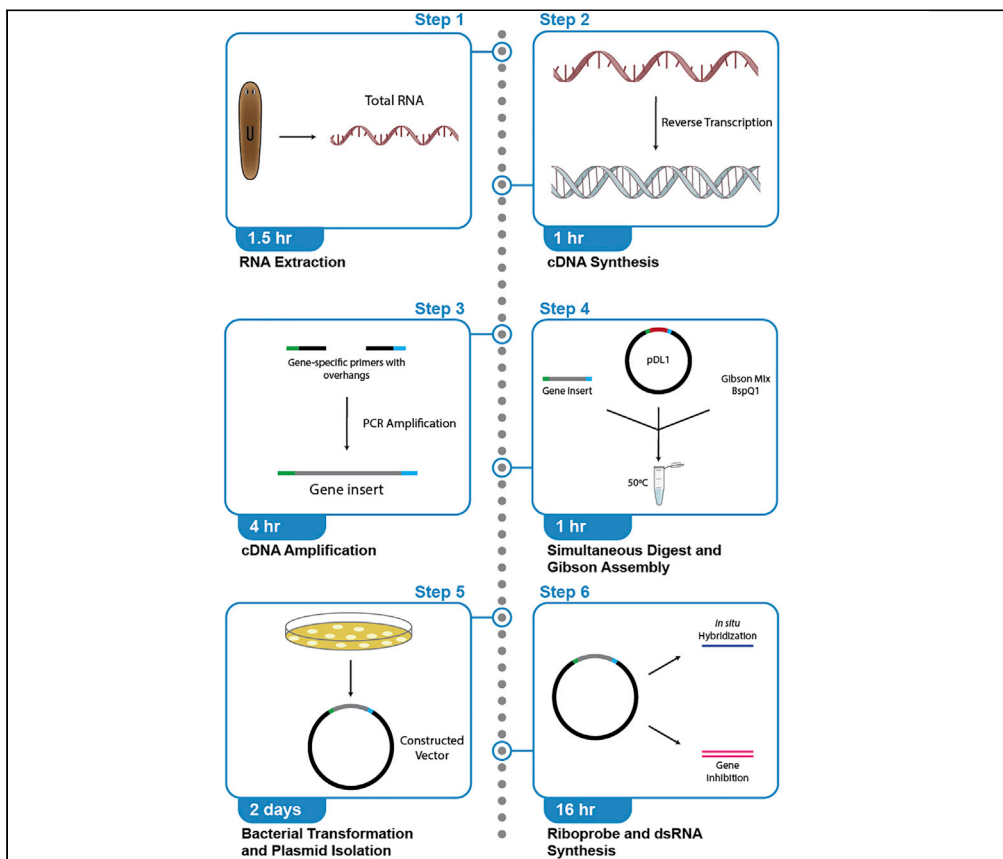 Step 1
Total RNA
1.5 hr
RNA Extraction
Step 2
Reverse Transcription
1 hr
cDNA Synthesis
Step 3
Gene-specific primers with
overhangs
PCR Amplification
Gene insert
4 hr
cDNA Amplification
Step 4
pDL1
Gene Insert
Gibson Mix
BspQ1
50ºC
1 hr
Simultaneous Digest and
Gibson Assembly
Step 5
Constructed
Vector
2 days
Bacterial Transformation
and Plasmid Isolation
Step 6
in situ
Hybridization
Gene
Inhibition
16 hr
Riboprobe and dsRNA
Synthesis